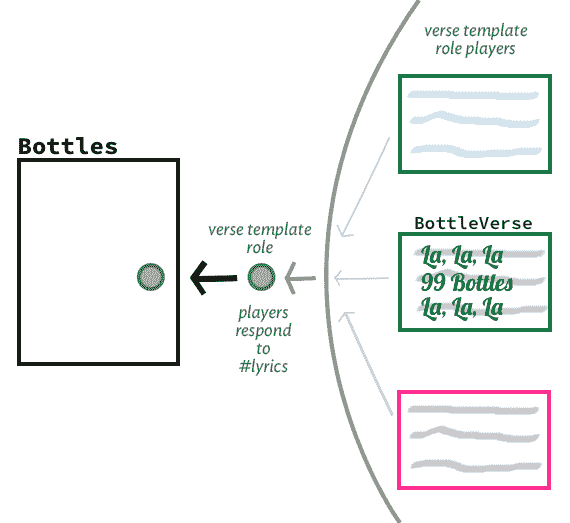 verse template
role players
Bottles
BottleVerse
verse template
role
La, La, La
99 Bottles
La, La, La
players
respond
to
#lyrics